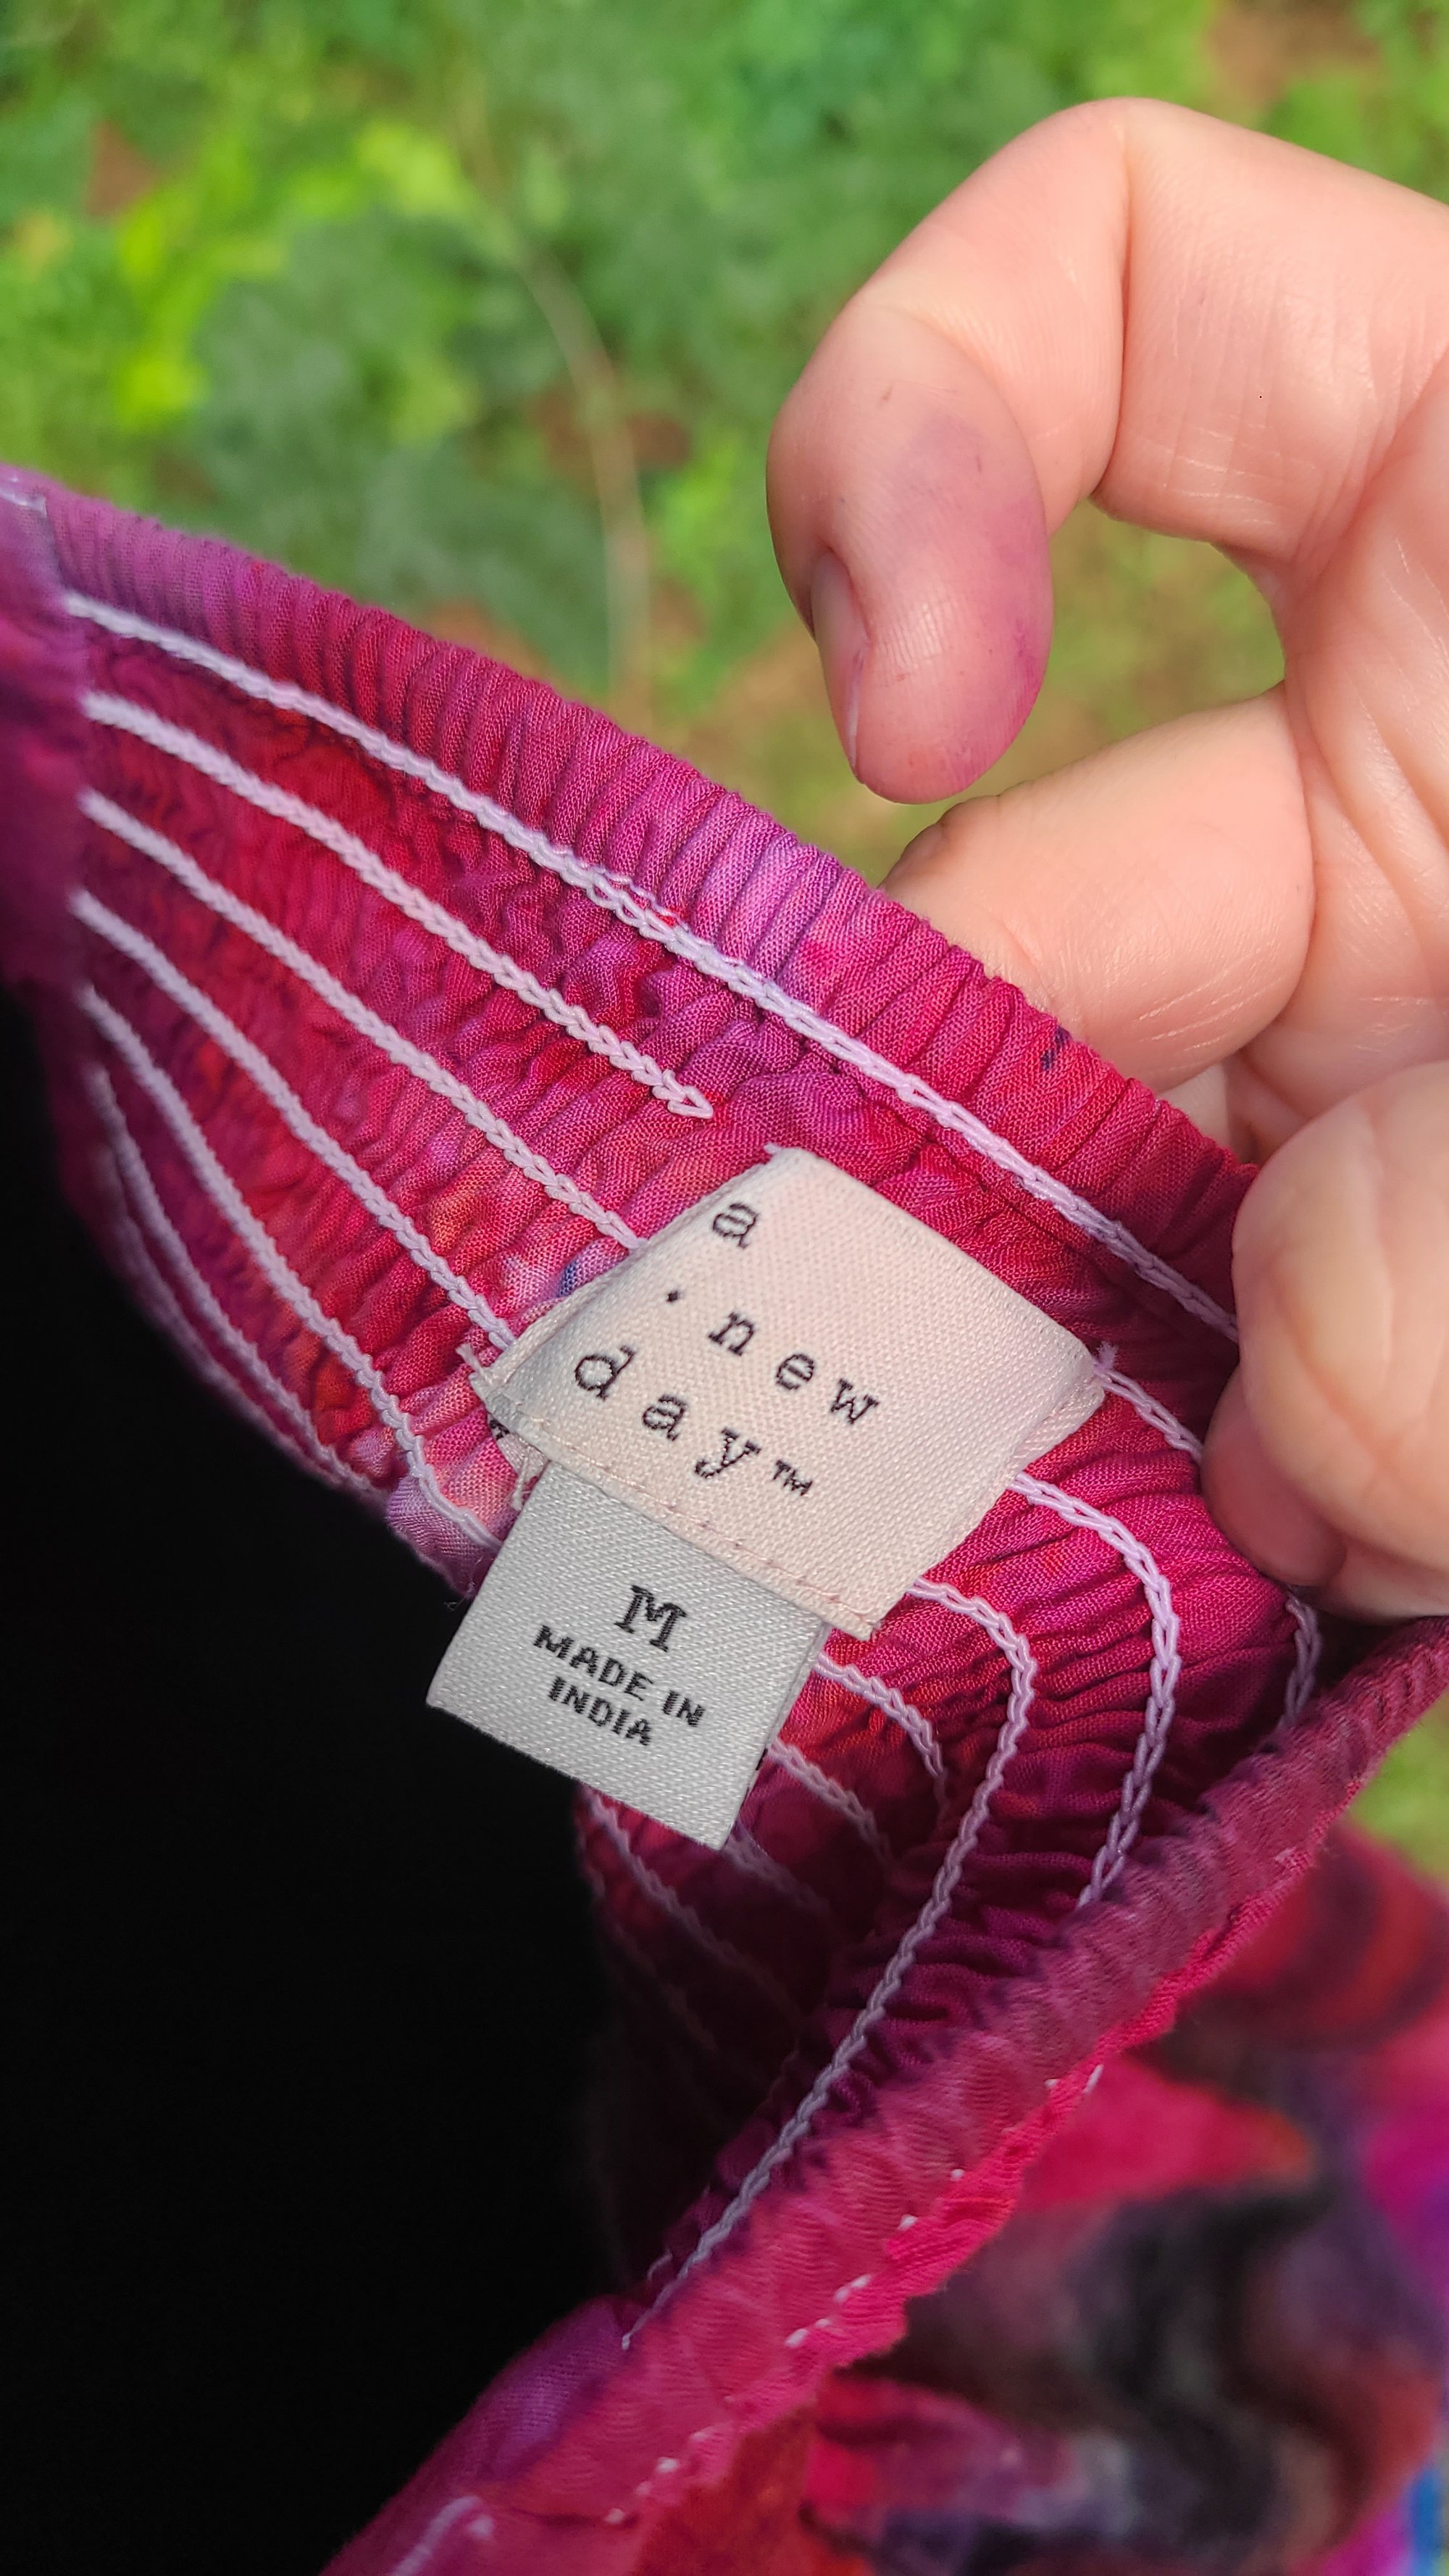 a
.new
day™
M
MADE IN
INDIA